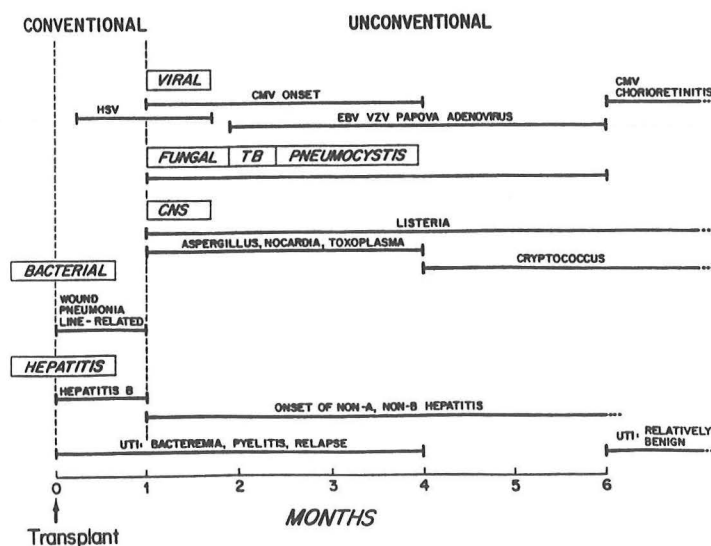 CONVENTIONAL UNCONVENTIONAL
VIRAL
CMV ONSET
CMV
CHORIORETINITIS
HSV
EBV VZV PAPOVA ADENOVIRUS
FUNGAL TB PNEUMOCYSTIS
CNS
LISTERIA
ASPERGILLUS, NOCARDIA, TOXOPLASMA
CRYPTOCOCCUS
BACTERIAL
WOUND
PNEUMONIA
LINE-RELATED
HEPATITIS
HEPATITIS B
ONSET OF NON-A, NON-B HEPATITIS
UTI: BACTEREMIA, PYELITIS, RELAPSE
UTI: RELATIVELY
BENIGN
0 1 2 3 4 5 6
MONTHS
Transplant